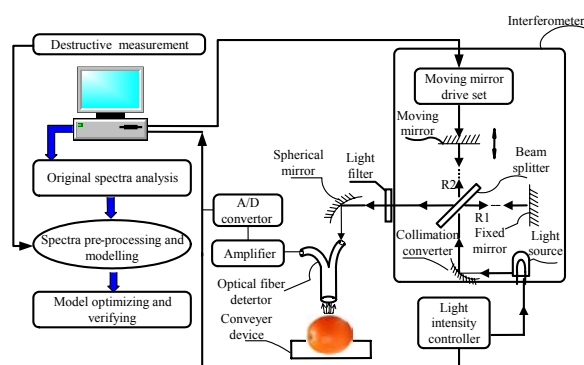 Interferometer
Destructive measurement
Moving mirror
drive set
Moving
mirror
Beam
splitter
Light
filter
Spherical
mirror
Original spectra analysis
A/D
convertor
R2
R1
Fixed
mirror
Light
source
Collimation
converter
Spectra pre-processing and
modelling
Amplifier
Optical fiber
detertor
Model optimizing and
verifying
Conveyer
device
Light
intensity
controller